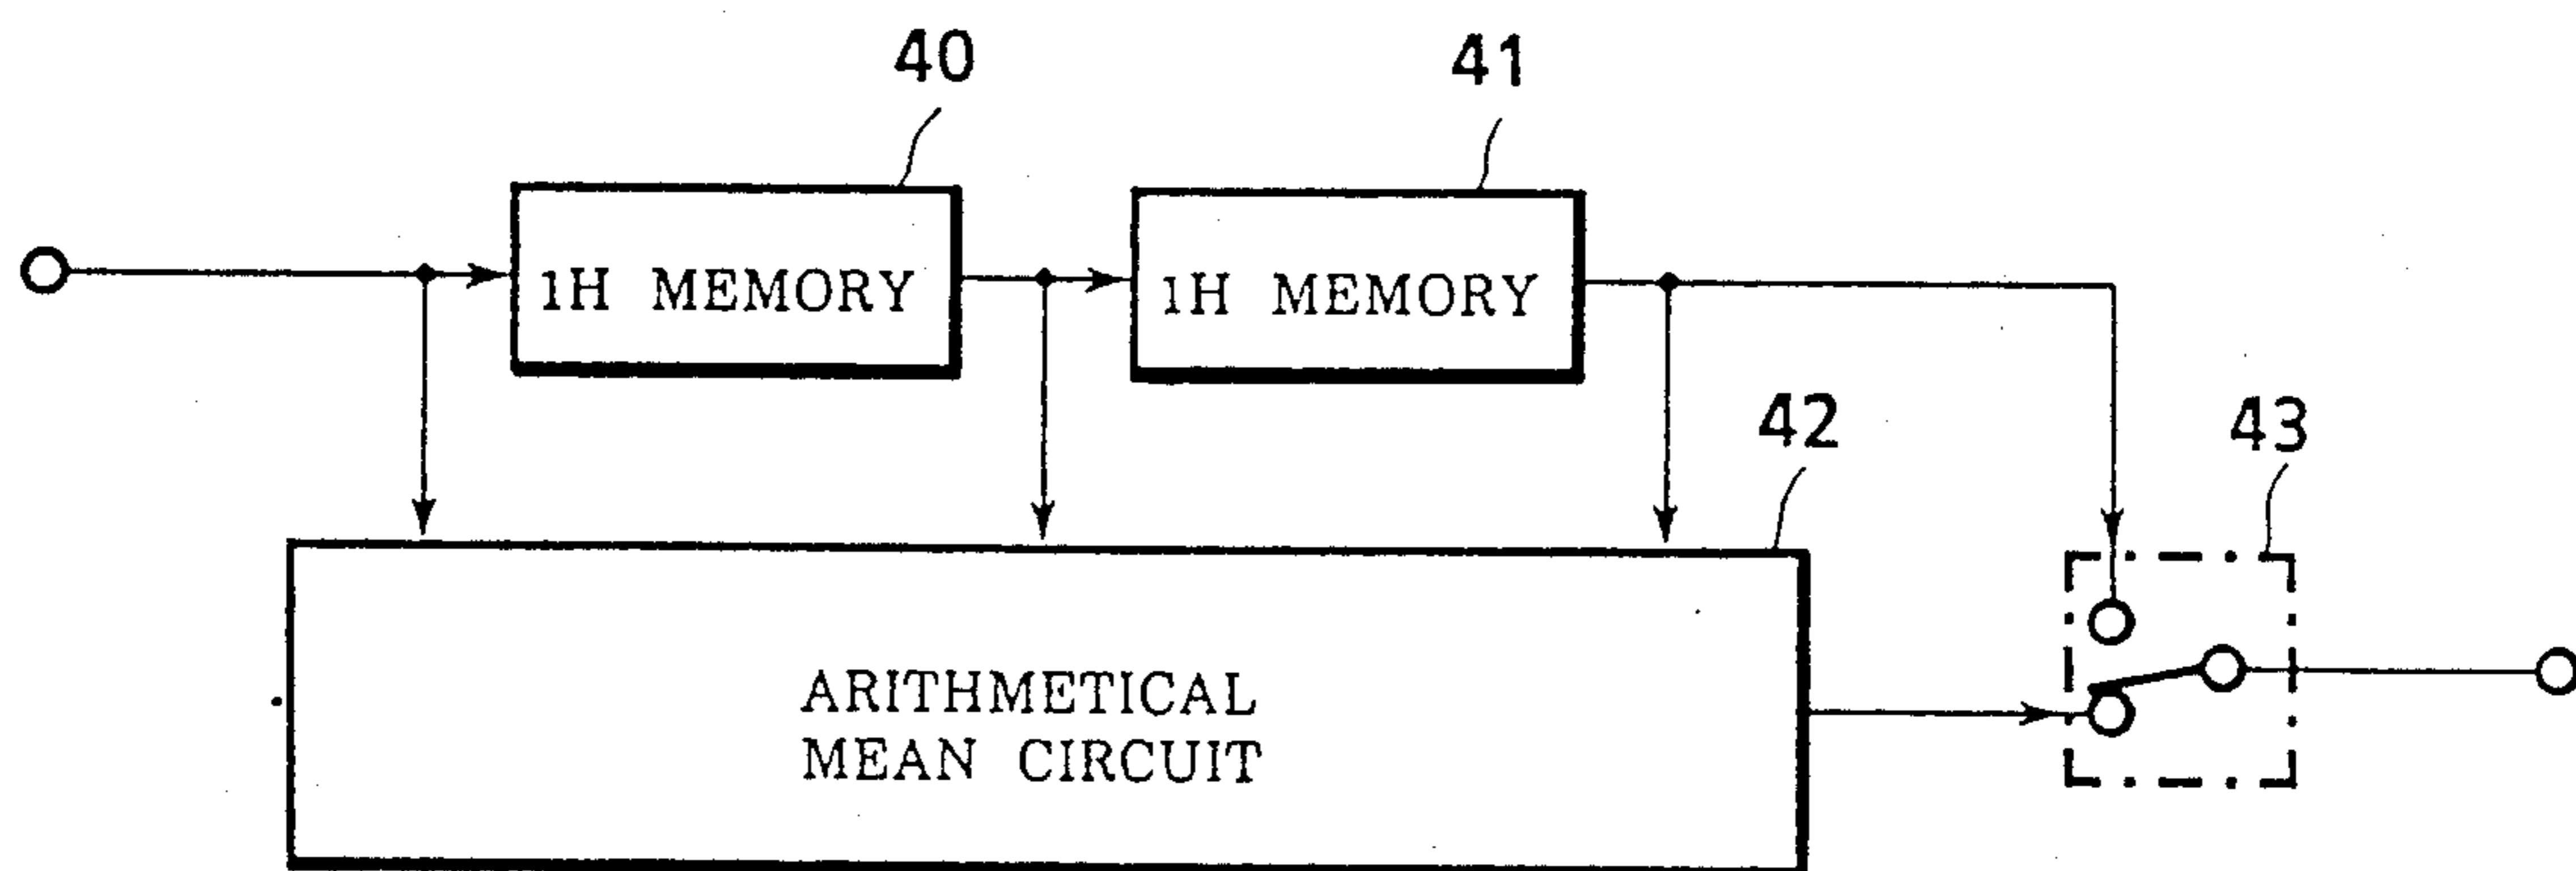 40
41
1H MEMORY
1H MEMORY
42
43
ARITHMETICAL
MEAN CIRCUIT